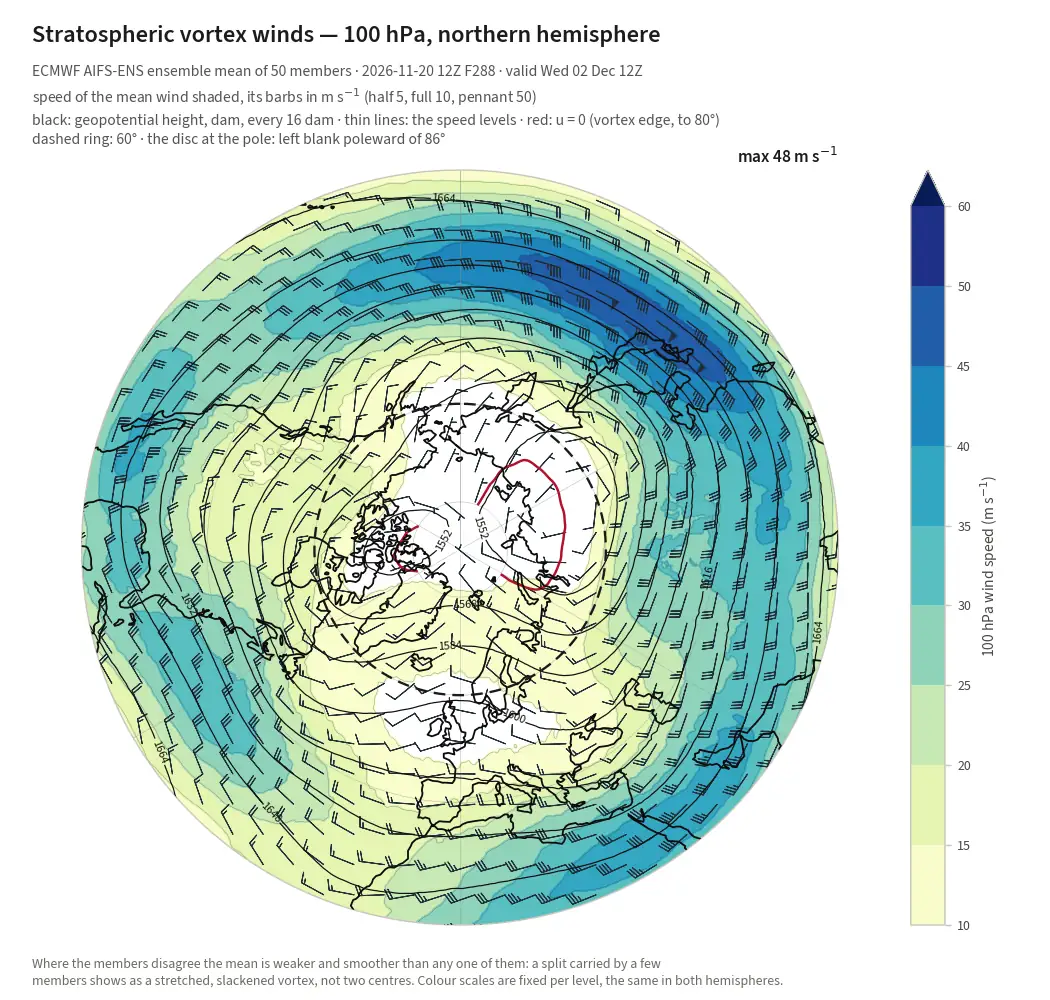 Stratospheric vortex winds — 100 hPa, northern hemisphere
ECMWF AIFS-ENS ensemble mean of 50 members · 2026-11-20 12Z F288 · valid Wed 02 Dec 12Z
speed of the mean wind shaded, its barbs in m s⁻¹ (half 5, full 10, pennant 50)
black: geopotential height, dam, every 16 dam · thin lines: the speed levels · red: u = 0 (vortex edge, to 80°)
dashed ring: 60° · the disc at the pole: left blank poleward of 86°
max 48 m s⁻¹
60
50
45
40
35
30
25
20
15
10
100 hPa wind speed (m s⁻¹)
1664
1552
1552
1568
1584
1600
1616
1632
1648
1664
1664
Where the members disagree the mean is weaker and smoother than any one of them: a split carried by a few
members shows as a stretched, slackened vortex, not two centres. Colour scales are fixed per level, the same in both hemispheres.